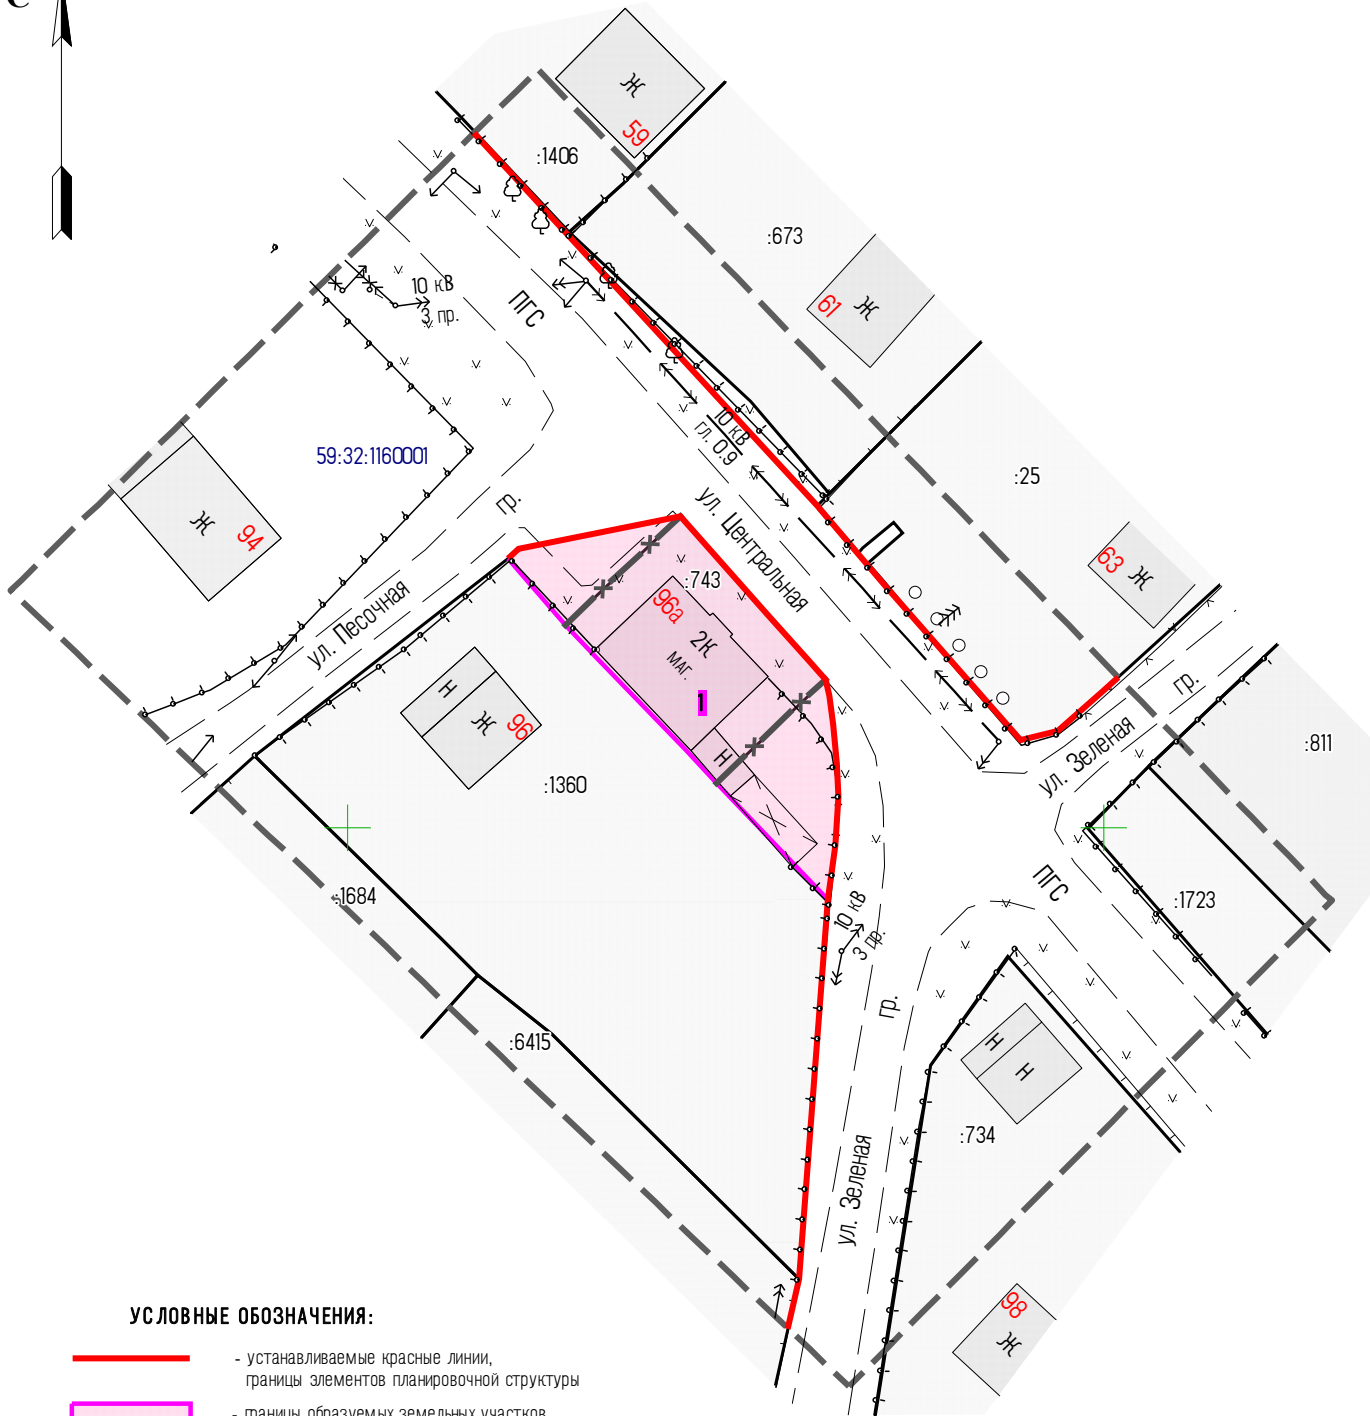 С
Ж
59
:1406
:673
61
Ж
10 кВ
3 пр.
ПГС
10 кВ
гл. 0.9
:25
59:32:1160001
Ж
94
гр.
ул. Центральная
63
Ж
:743
96а
2К
МАГ.
1
Н
ул. Песочная
Н
Ж
96
:1360
гр.
ул. Зеленая
:811
ПГС
:1723
:1684
10 кВ
3 пр.
гр.
:6415
Н
Н
:734
ул. Зеленая
98
Ж
УСЛОВНЫЕ ОБОЗНАЧЕНИЯ:
- устанавливаемые красные линии,
границы элементов планировочной структуры
- границы образуемых земельных участков